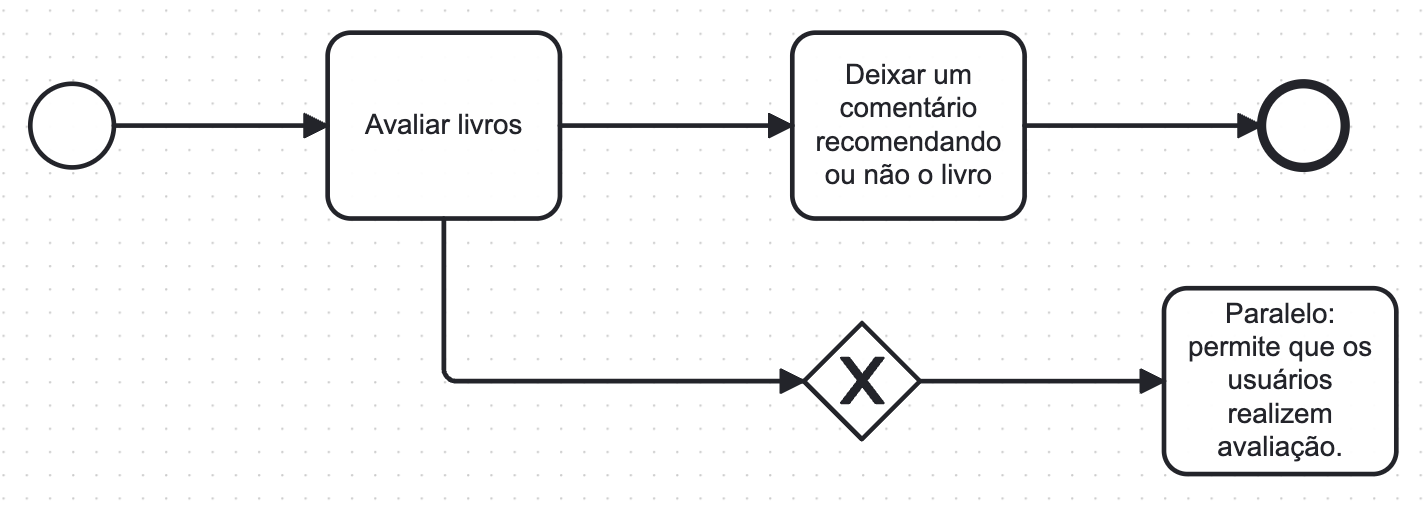 Avaliar livros
Deixar um
comentário
recomendando
ou não o livro
X
Paralelo:
permite que os
usuários
realizem
avaliação.